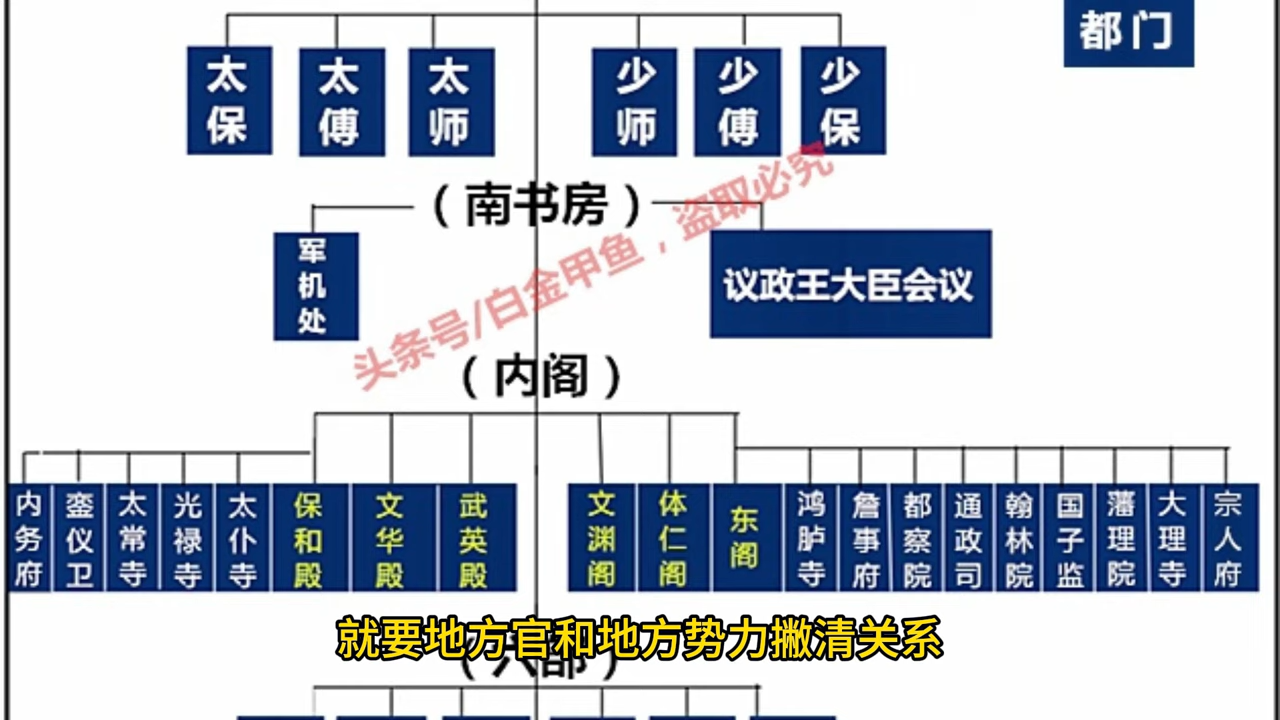 都门
太保
太傅
太师
少师
少傅
少保
（南书房）
军机处
议政王大臣会议
头条号/白金甲鱼，盗取必究
（内阁）
内务府
銮仪卫
太常寺
光禄寺
太仆寺
保和殿
文华殿
武英殿
文渊阁
体仁阁
东阁
鸿胪寺
詹事府
都察院
通政司
翰林院
国子监
藩理院
大理寺
宗人府
就要地方官和地方势力撇清关系
（六部）